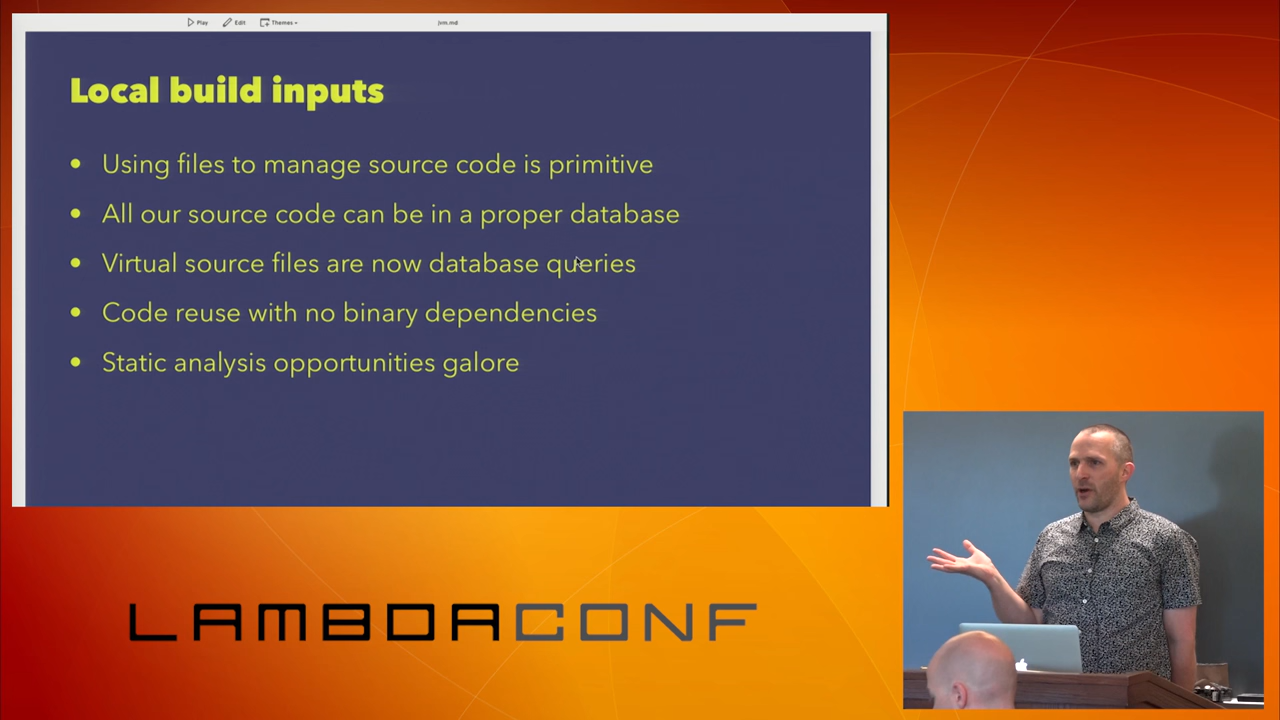 Play Edit Themes jvm.md
Local build inputs
• Using files to manage source code is primitive
• All our source code can be in a proper database
• Virtual source files are now database queries
• Code reuse with no binary dependencies
• Static analysis opportunities galore
LAMBDACONF